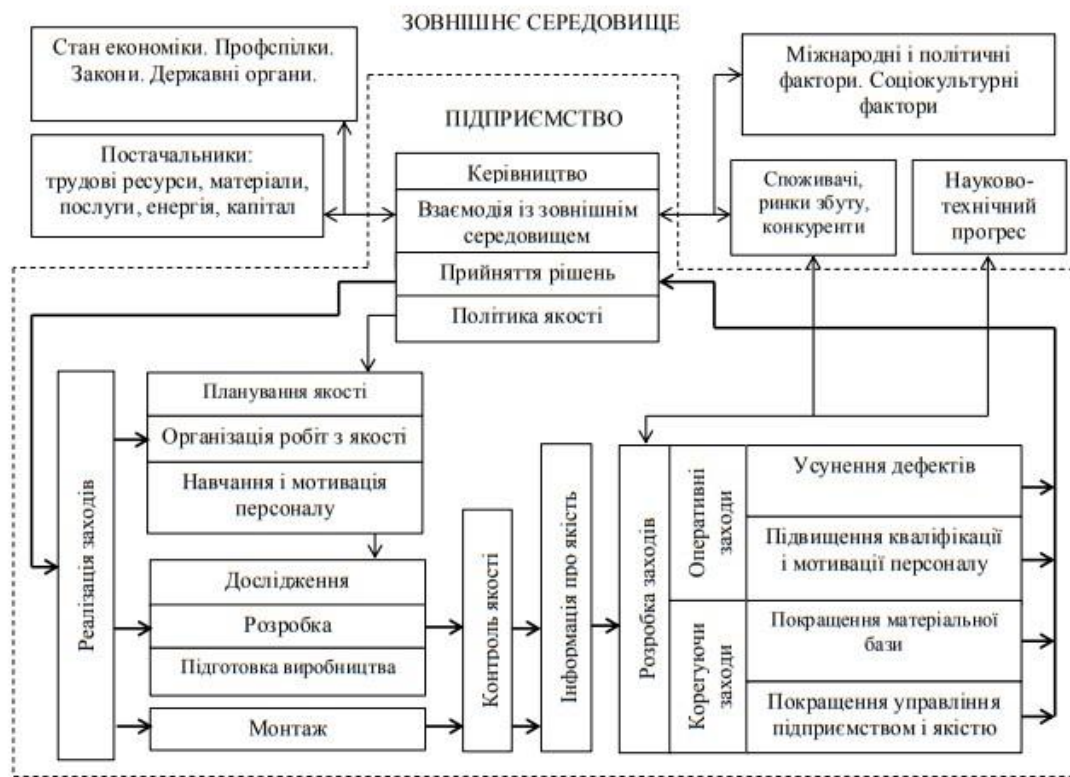 ЗОВНІШНЄ СЕРЕДОВИЩЕ
Стан економіки. Профспілки.
Закони. Державні органи.
Міжнародні і політичні
фактори. Соціокультурні
фактори
ПІДПРИЄМСТВО
Постачальники:
трудові ресурси, матеріали,
послуги, енергія, капітал
Керівництво
Взаємодія із зовнішнім
середовищем
Прийняття рішень
Політика якості
Споживачі,
ринки збуту,
конкуренти
Науково-
технічний
прогрес
Реалізація заходів
Планування якості
Організація робіт з якості
Навчання і мотивація
персоналу
Дослідження
Розробка
Підготовка виробництва
Монтаж
Контроль якості
Інформація про якість
Розробка заходів
Оперативні
заходи
Корегуючи
заходи
Усунення дефектів
Підвищення кваліфікації
і мотивації персоналу
Покращення матеріальної
бази
Покращення управління
підприємством і якістю